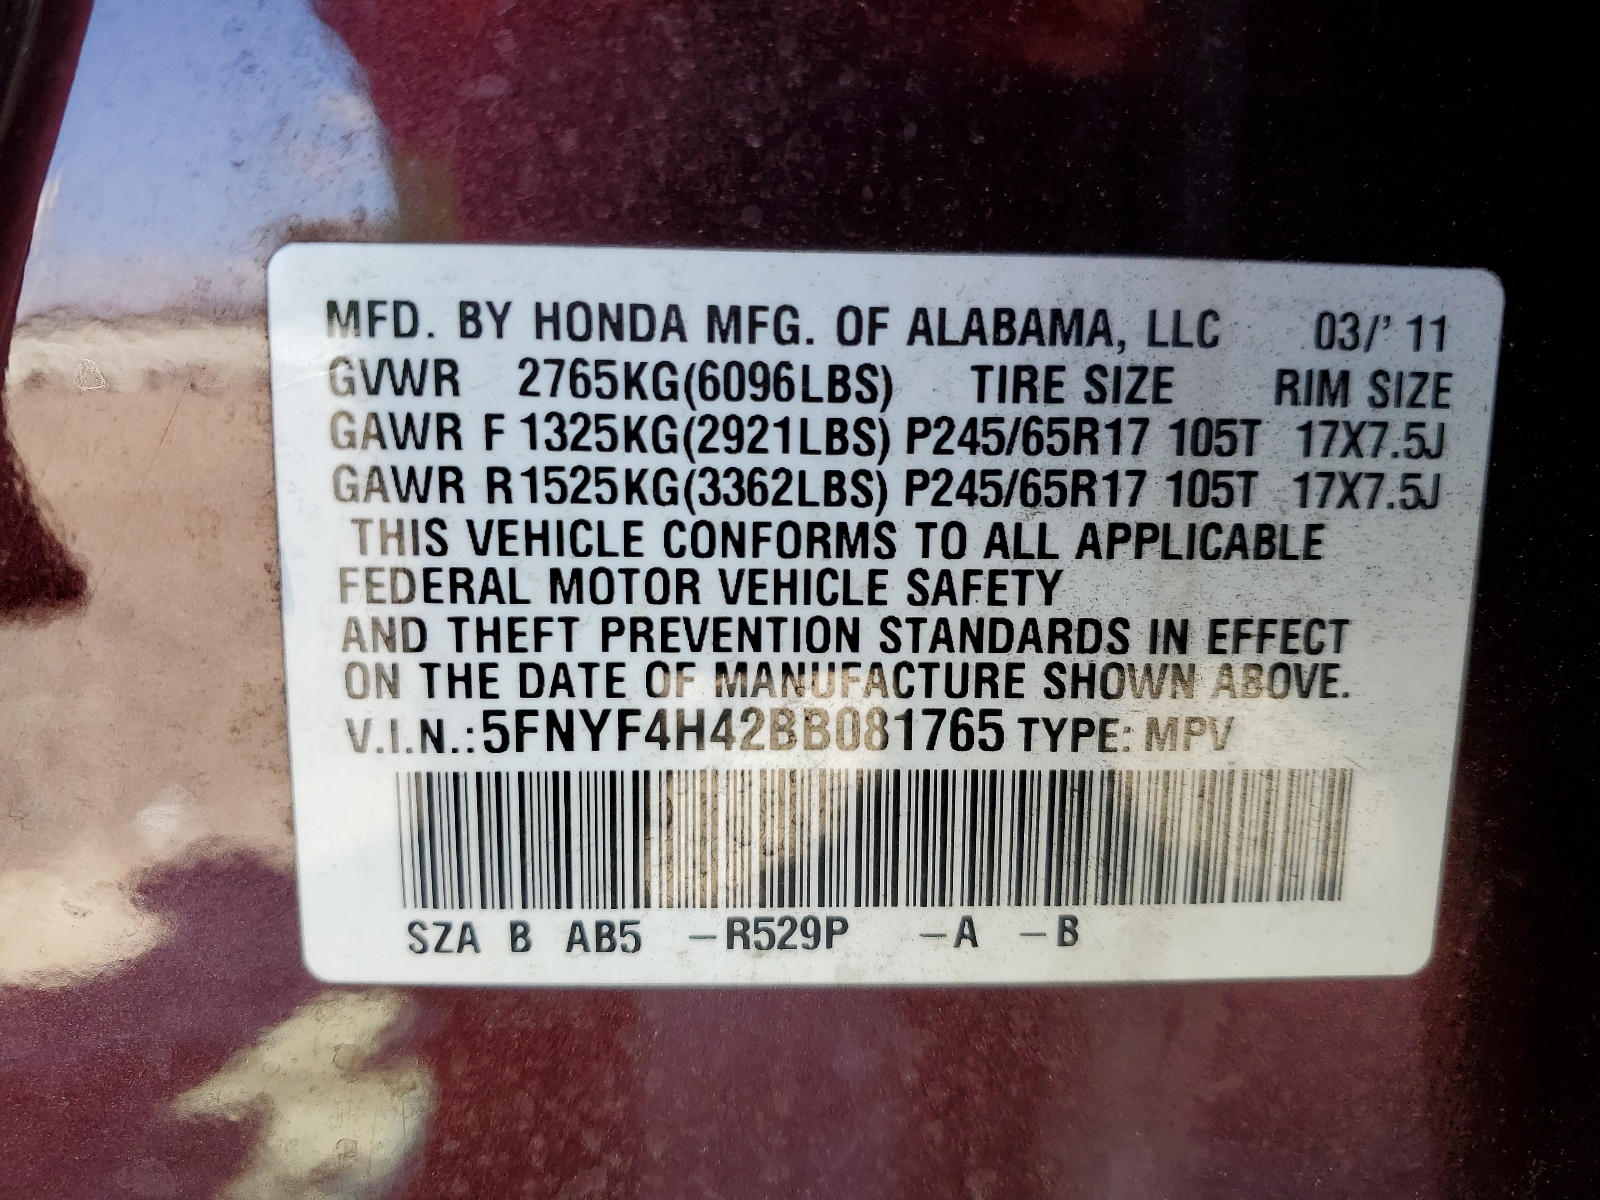 MFD. BY HONDA MFG. OF ALABAMA, LLC 03/' 11
GVWR 2765KG(6096LBS) TIRE SIZE RIM SIZE
GAWR F 1325KG(2921LBS) P245/65R17 105T 17X7.5J
GAWR R 1525KG(3362LBS) P245/65R17 105T 17X7.5J
THIS VEHICLE CONFORMS TO ALL APPLICABLE
FEDERAL MOTOR VEHICLE SAFETY
AND THEFT PREVENTION STANDARDS IN EFFECT
ON THE DATE OF MANUFACTURE SHOWN ABOVE.
V.I.N.: 5FNYF4H42BB081765 TYPE: MPV
SZA B AB5 –R529P –A –B